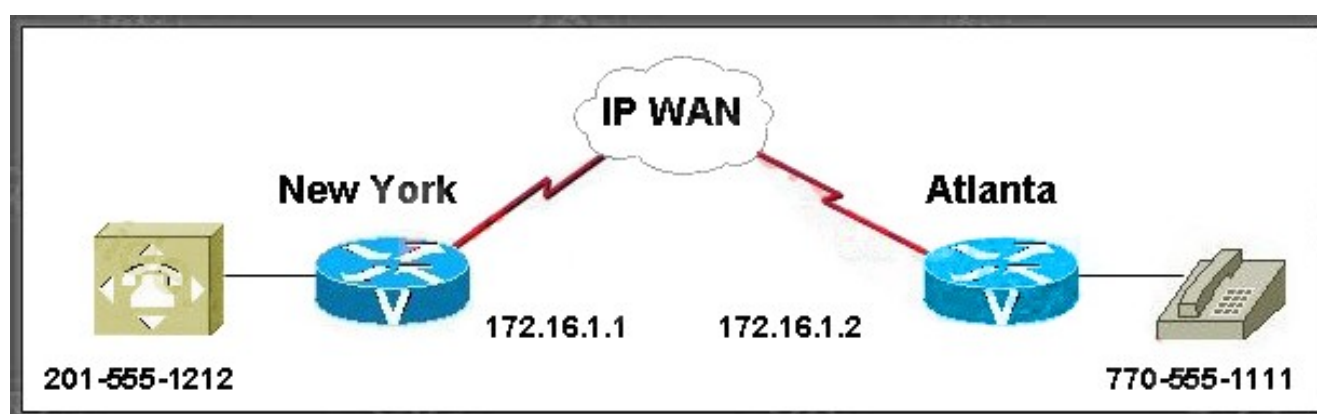 IP WAN
New York
Atlanta
V
V
172.16.1.1
172.16.1.2
201-555-1212
770-555-1111